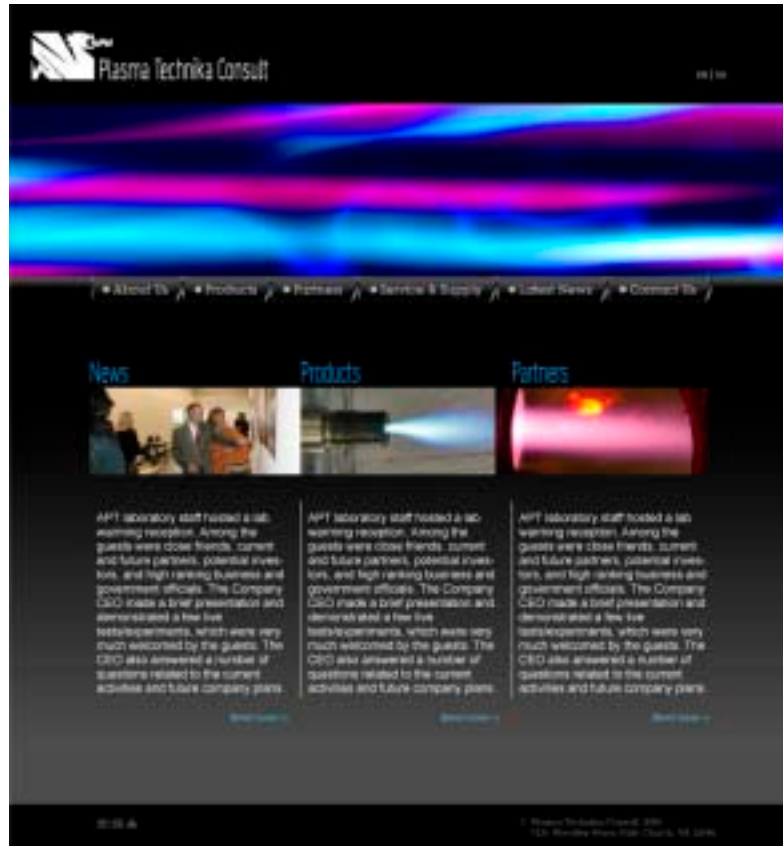 Plasma Technika Consult
About Us
Products
Partners
Service & Supply
Latest News
Contact Us
News
Products
Partners
APT laboratory staff hosted a lab
warming reception. Among the
guests were close friends, current
and future partners, potential inves-
tors, and high ranking business and
government officials. The Company
CEO made a brief presentation and
demonstrated a few live
tests/experiments, which were very
much welcomed by the guests. The
CEO also answered a number of
questions related to the current
activities and future company plans.
APT laboratory staff hosted a lab
warming reception. Among the
guests were close friends, current
and future partners, potential inves-
tors, and high ranking business and
government officials. The Company
CEO made a brief presentation and
demonstrated a few live
tests/experiments, which were very
much welcomed by the guests. The
CEO also answered a number of
questions related to the current
activities and future company plans.
APT laboratory staff hosted a lab
warming reception. Among the
guests were close friends, current
and future partners, potential inves-
tors, and high ranking business and
government officials. The Company
CEO made a brief presentation and
demonstrated a few live
tests/experiments, which were very
much welcomed by the guests. The
CEO also answered a number of
questions related to the current
activities and future company plans.
Read more
Read more
Read more
Plasma Technika Consult